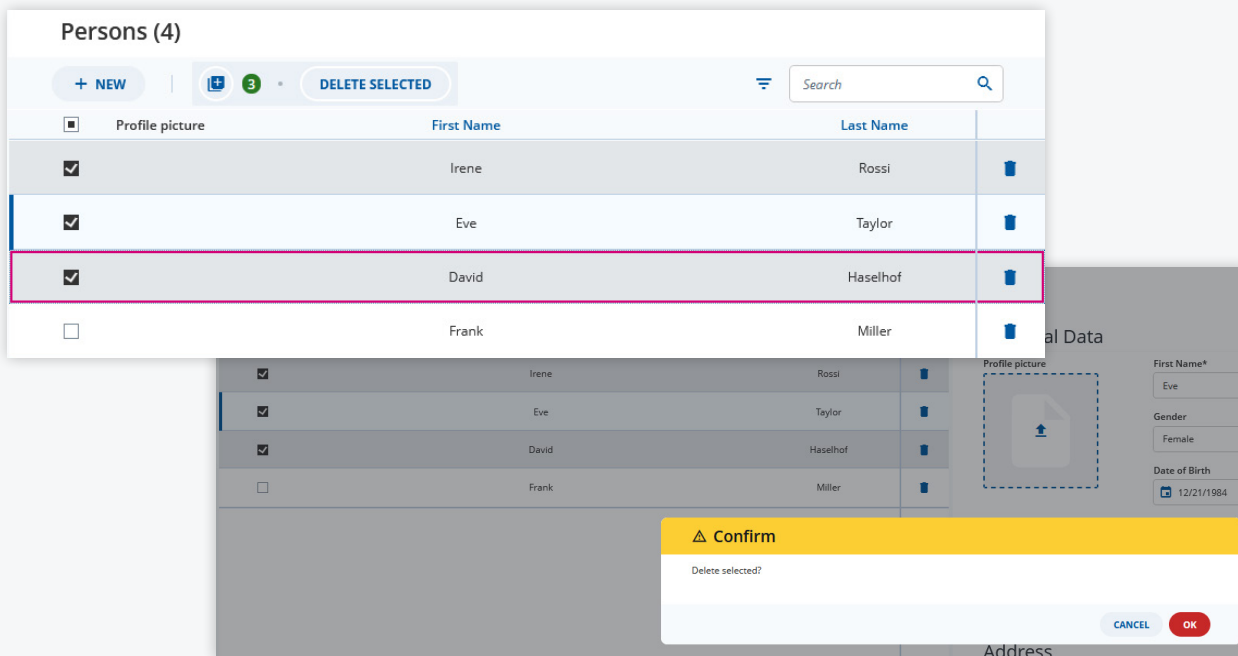 Persons (4)
+ NEW 3 DELETE SELECTED Search
Profile picture First Name Last Name
Irene Rossi
Eve Taylor
David Haselhof
Frank Miller
al Data
Profile picture First Name*
Irene Rossi
Eve
Eve Taylor
Gender
Female
David Haselhof
Date of Birth
Frank Miller
12/21/1984
Confirm
Delete selected?
CANCEL OK
Address